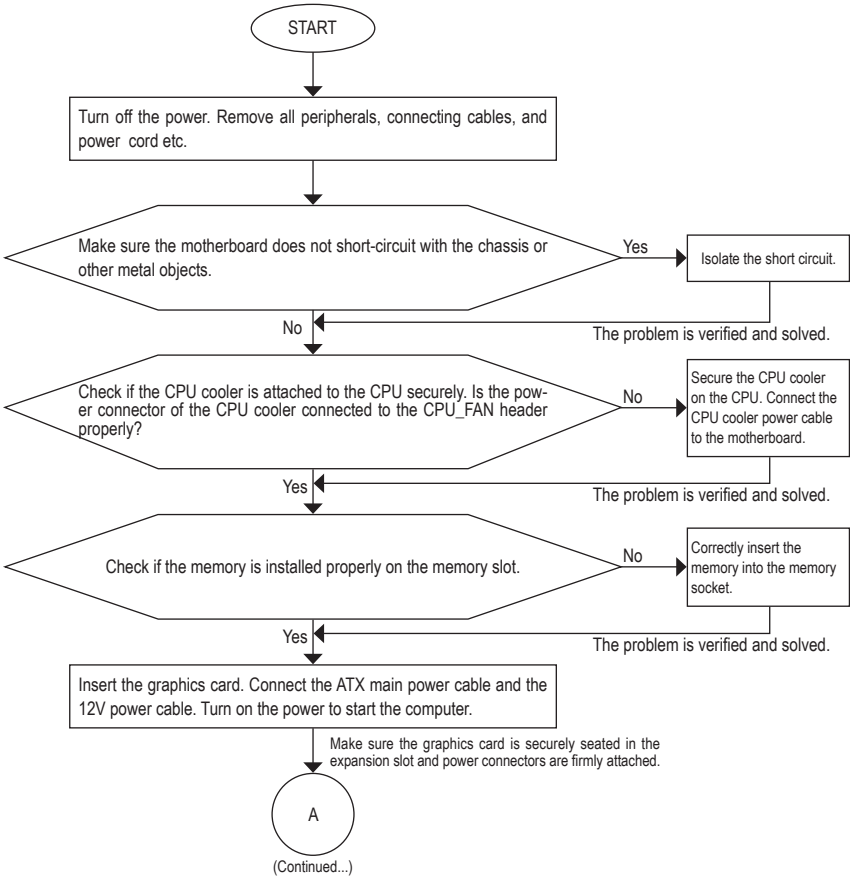 START
Turn off the power. Remove all peripherals, connecting cables, and
power cord etc.
Make sure the motherboard does not short-circuit with the chassis or
other metal objects.
Yes
Isolate the short circuit.
No
The problem is verified and solved.
Check if the CPU cooler is attached to the CPU securely. Is the pow-
er connector of the CPU cooler connected to the CPU_FAN header
properly?
No
Secure the CPU cooler
on the CPU. Connect the
CPU cooler power cable
to the motherboard.
Yes
The problem is verified and solved.
Check if the memory is installed properly on the memory slot.
No
Correctly insert the
memory into the memory
socket.
Yes
The problem is verified and solved.
Insert the graphics card. Connect the ATX main power cable and the
12V power cable. Turn on the power to start the computer.
Make sure the graphics card is securely seated in the
expansion slot and power connectors are firmly attached.
A
(Continued...)